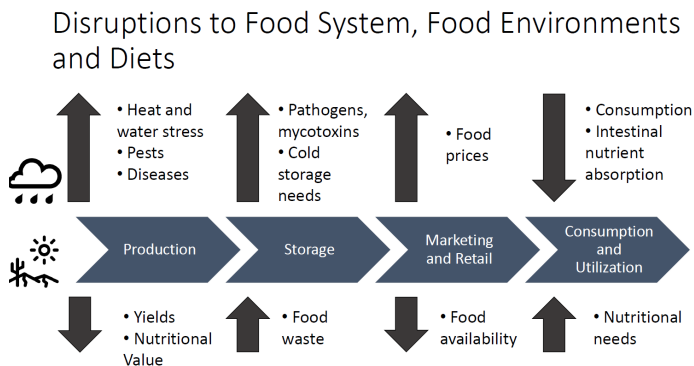 Disruptions to Food System, Food Environments
and Diets
• Heat and
water stress
• Pests
• Diseases
• Pathogens,
mycotoxins
• Cold
storage
needs
• Food
prices
• Consumption
• Intestinal
nutrient
absorption
Production
Storage
Marketing
and Retail
Consumption
and
Utilization
• Yields
• Nutritional
Value
• Food
waste
• Food
availability
• Nutritional
needs